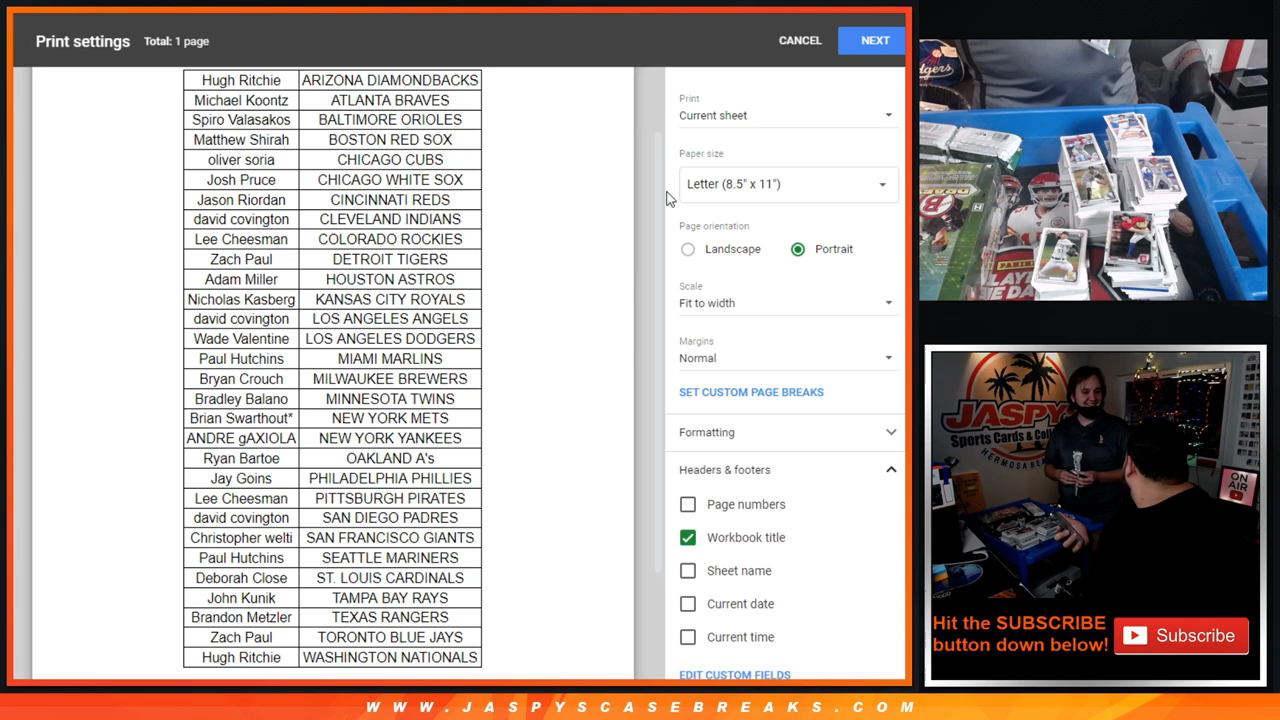 Print settings
Total: 1 page
CANCEL
NEXT
Hugh Ritchie ARIZONA DIAMONDBACKS
Michael Koontz ATLANTA BRAVES
Spiro Valasakos BALTIMORE ORIOLES
Matthew Shirah BOSTON RED SOX
oliver soria CHICAGO CUBS
Josh Pruce CHICAGO WHITE SOX
Jason Riordan CINCINNATI REDS
david covington CLEVELAND INDIANS
Lee Cheesman COLORADO ROCKIES
Zach Paul DETROIT TIGERS
Adam Miller HOUSTON ASTROS
Nicholas Kasberg KANSAS CITY ROYALS
david covington LOS ANGELES ANGELS
Wade Valentine LOS ANGELES DODGERS
Paul Hutchins MIAMI MARLINS
Bryan Crouch MILWAUKEE BREWERS
Bradley Balano MINNESOTA TWINS
Brian Swarthout* NEW YORK METS
ANDRE gAXIOLA NEW YORK YANKEES
Ryan Bartoe OAKLAND A's
Jay Goins PHILADELPHIA PHILLIES
Lee Cheesman PITTSBURGH PIRATES
david covington SAN DIEGO PADRES
Christopher welti SAN FRANCISCO GIANTS
Paul Hutchins SEATTLE MARINERS
Deborah Close ST. LOUIS CARDINALS
John Kunik TAMPA BAY RAYS
Brandon Metzler TEXAS RANGERS
Zach Paul TORONTO BLUE JAYS
Hugh Ritchie WASHINGTON NATIONALS
Print
Current sheet
Paper size
Letter (8.5" x 11")
Page orientation
Landscape
Portrait
Scale
Fit to width
Margins
Normal
SET CUSTOM PAGE BREAKS
Formatting
Headers & footers
Page numbers
Workbook title
Sheet name
Current date
Current time
EDIT CUSTOM FIELDS
PANINI
JASPY
Sports Cards &
HERMOSA
ON
AIR
Hit the SUBSCRIBE
button down below!
Subscribe
WWW.JASPYSCASEBREAKS.COM